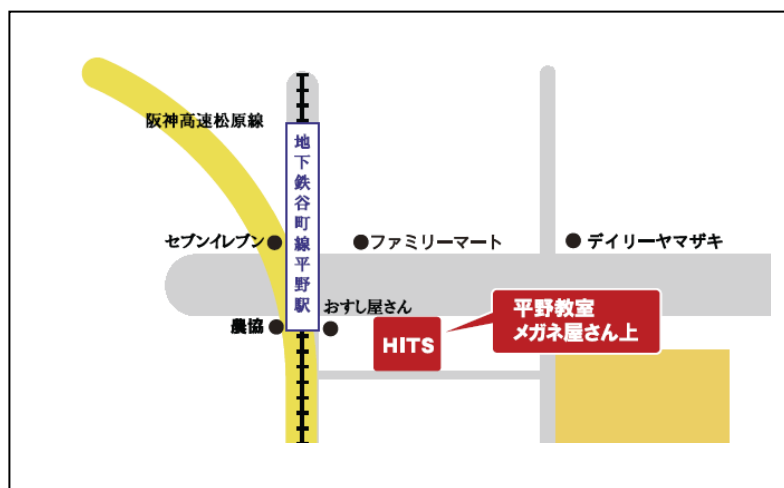 阪神高速松原線
地下鉄谷町線平野駅
セブンイレブン
ファミリーマート
デイリーヤマザキ
おすし屋さん
農協
HITS
平野教室
メガネ屋さん上